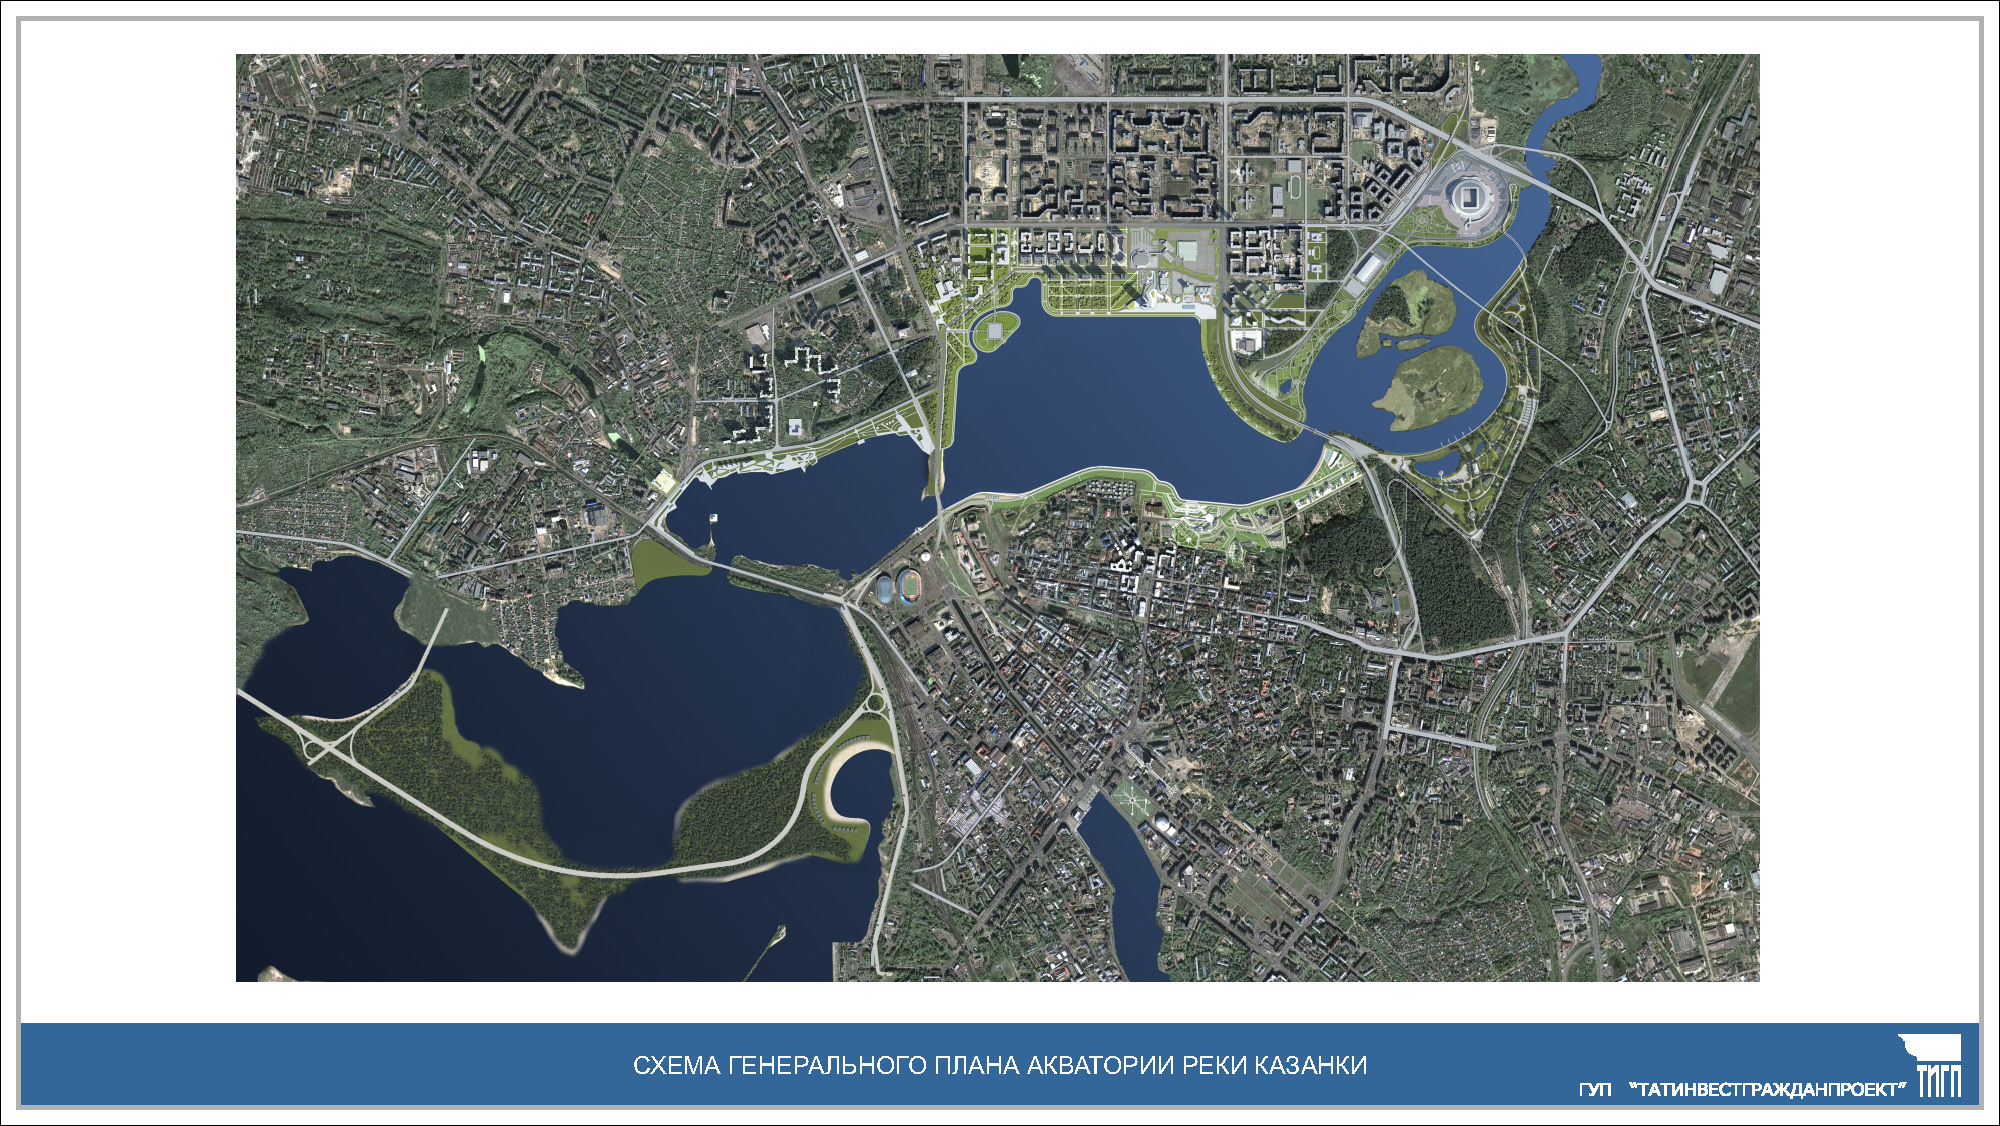 СХЕМА ГЕНЕРАЛЬНОГО ПЛАНА АКВАТОРИИ РЕКИ КАЗАНКИ
ГУП "ТАТИНВЕСТГРАЖДАНПРОЕКТ"
ТИГП